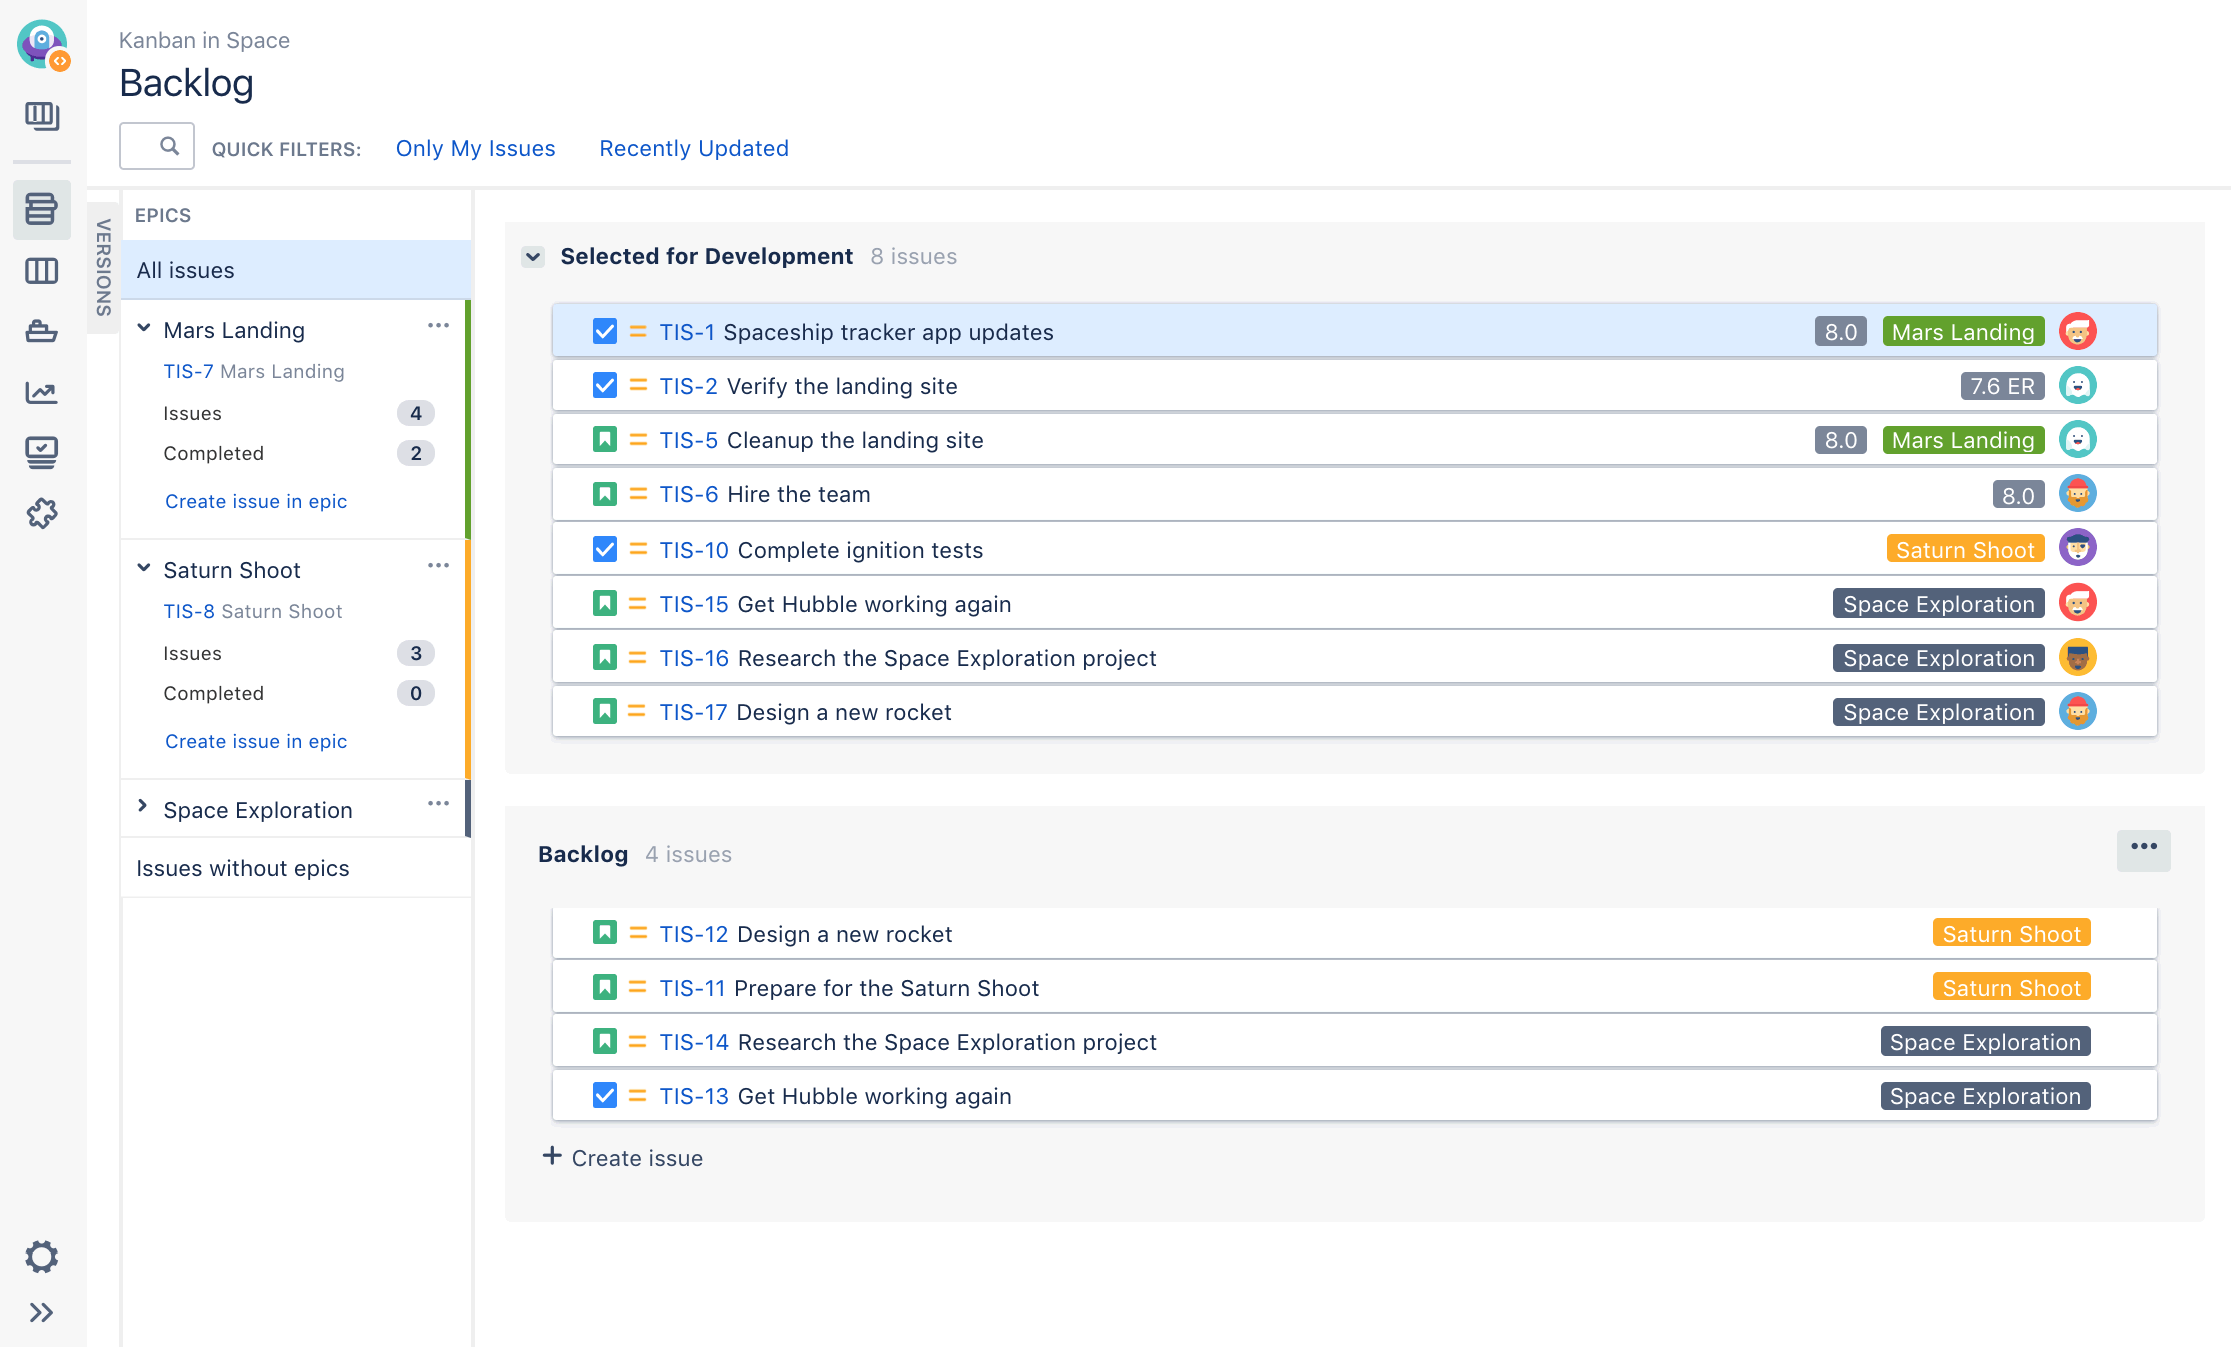 Kanban in Space
Backlog
QUICK FILTERS: Only My Issues Recently Updated
VERSIONS
EPICS
All issues
Mars Landing
TIS-7 Mars Landing
Issues 4
Completed 2
Create issue in epic
Saturn Shoot
TIS-8 Saturn Shoot
Issues 3
Completed 0
Create issue in epic
Space Exploration
Issues without epics
Selected for Development 8 issues
TIS-1 Spaceship tracker app updates 8.0 Mars Landing
TIS-2 Verify the landing site 7.6 ER
TIS-5 Cleanup the landing site 8.0 Mars Landing
TIS-6 Hire the team 8.0
TIS-10 Complete ignition tests Saturn Shoot
TIS-15 Get Hubble working again Space Exploration
TIS-16 Research the Space Exploration project Space Exploration
TIS-17 Design a new rocket Space Exploration
Backlog 4 issues
TIS-12 Design a new rocket Saturn Shoot
TIS-11 Prepare for the Saturn Shoot Saturn Shoot
TIS-14 Research the Space Exploration project Space Exploration
TIS-13 Get Hubble working again Space Exploration
+ Create issue